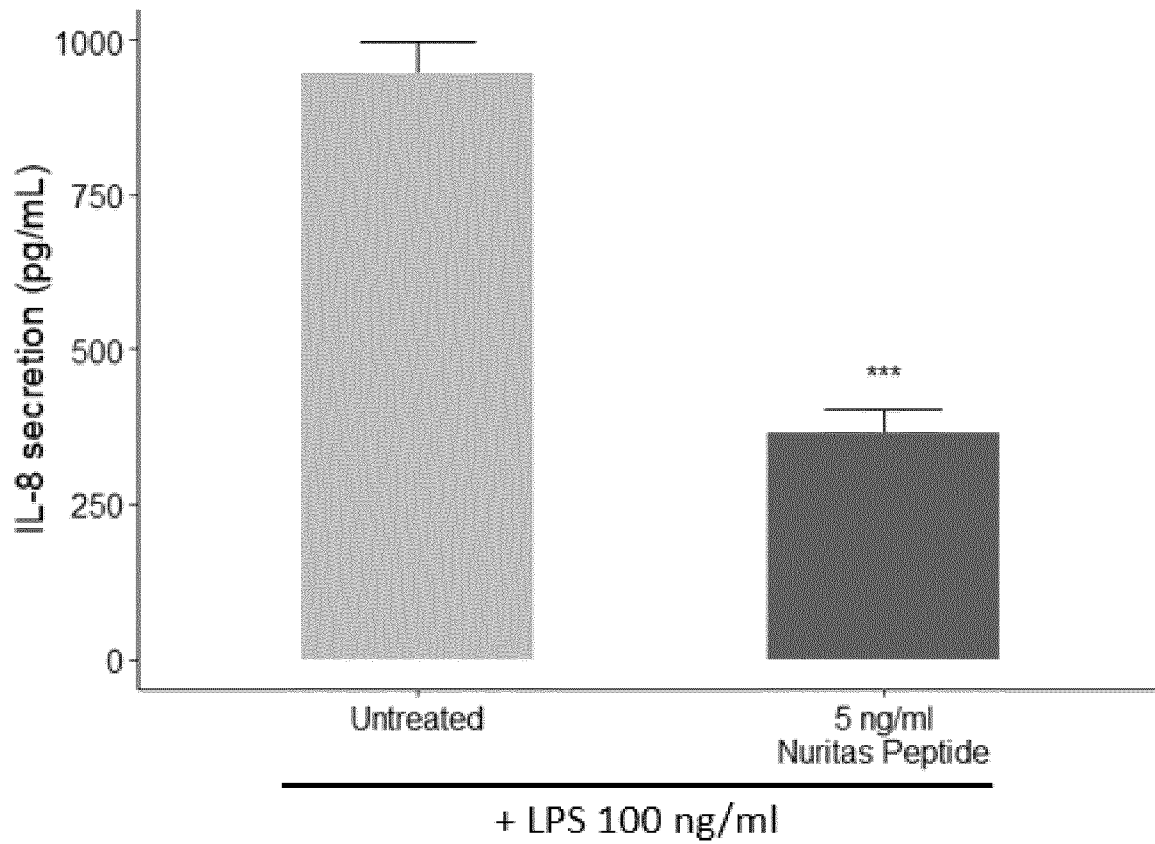 IL-8 secretion (pg/mL)
1000
750
500
250
0
***
Untreated
5 ng/ml
Nuritas Peptide
+ LPS 100 ng/ml